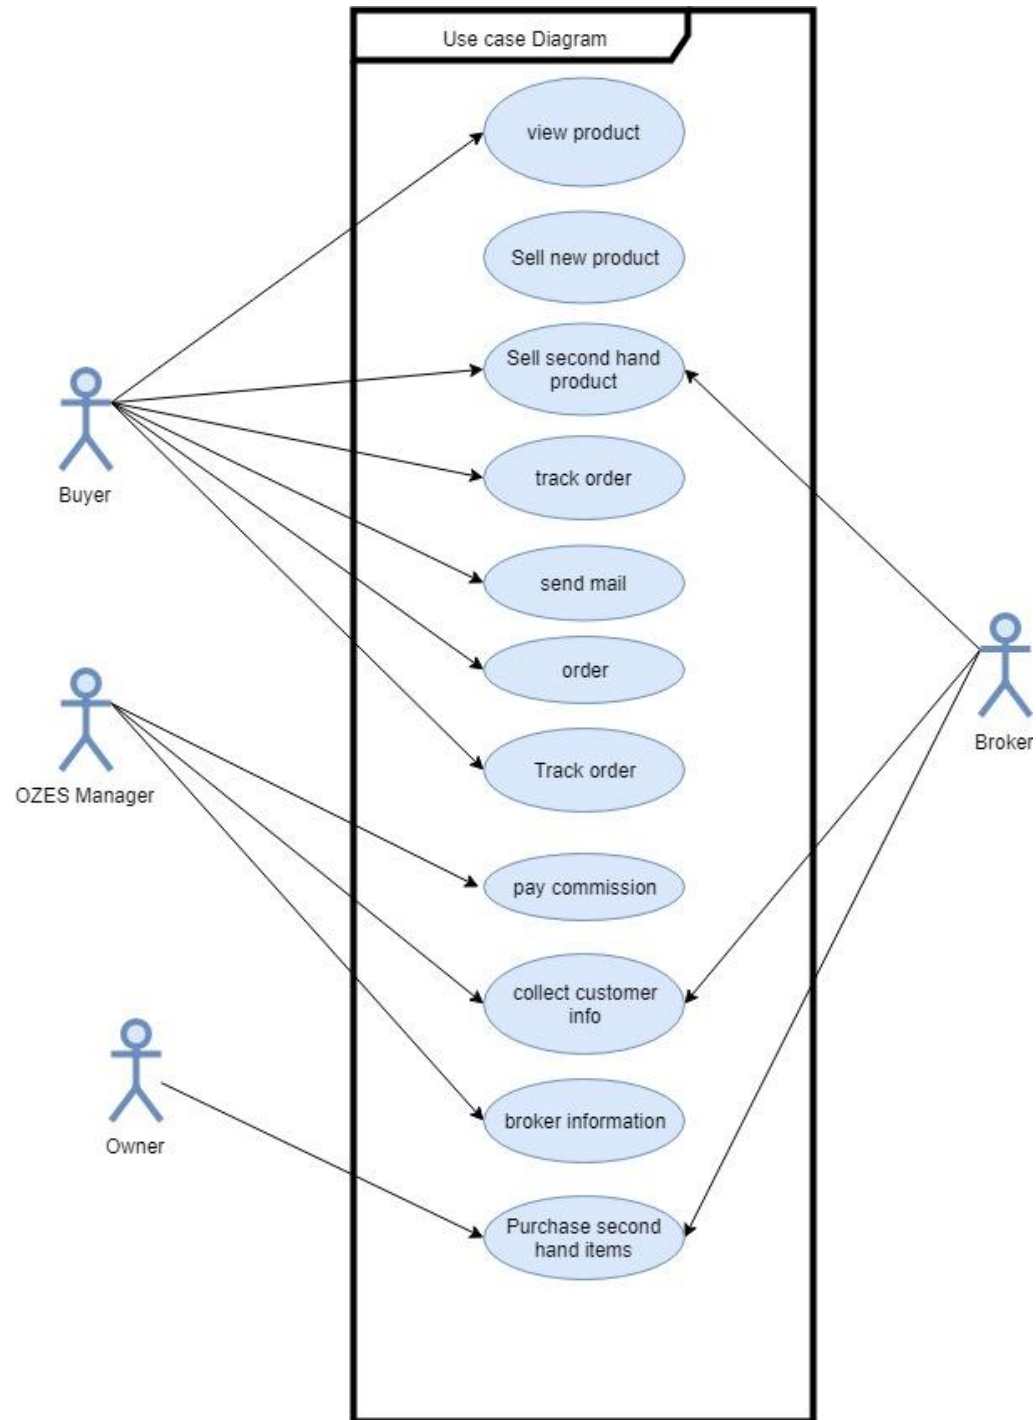 Use case Diagram
view product
Sell new product
Sell second hand
product
Buyer
track order
send mail
order
Broker
OZES Manager
Track order
pay commission
collect customer
info
Owner
broker information
Purchase second
hand items